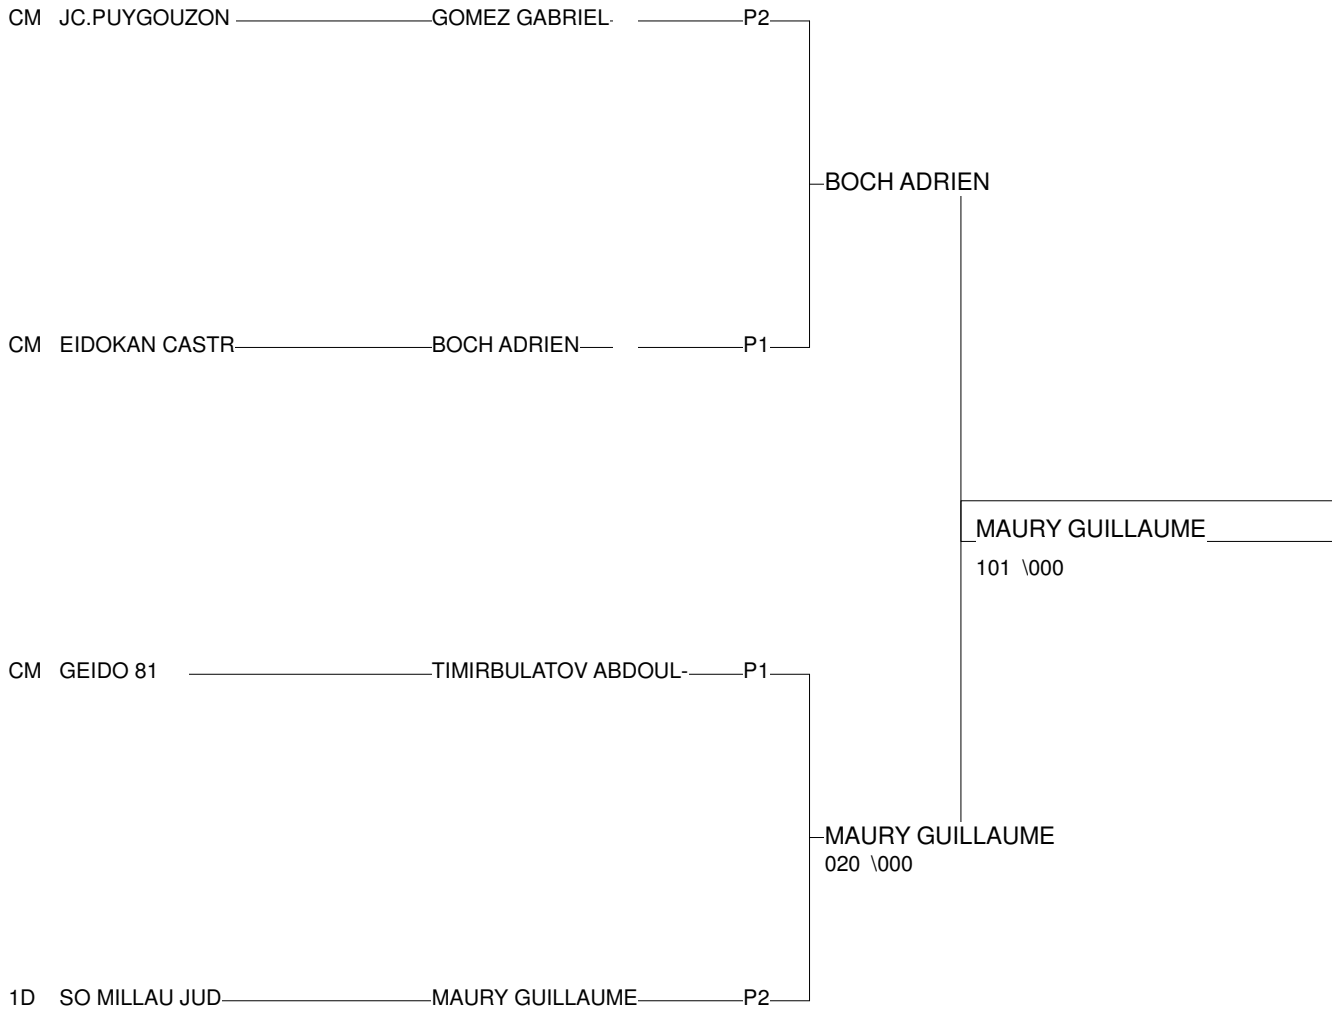 CM JC.PUYGOUZON GOMEZ GABRIEL P2
BOCH ADRIEN
CM EIDOKAN CASTR BOCH ADRIEN P1
MAURY GUILLAUME
101 \000
CM GEIDO 81 TIMIRBULATOV ABDOUL- P1
MAURY GUILLAUME
020 \000
1D SO MILLAU JUD MAURY GUILLAUME P2